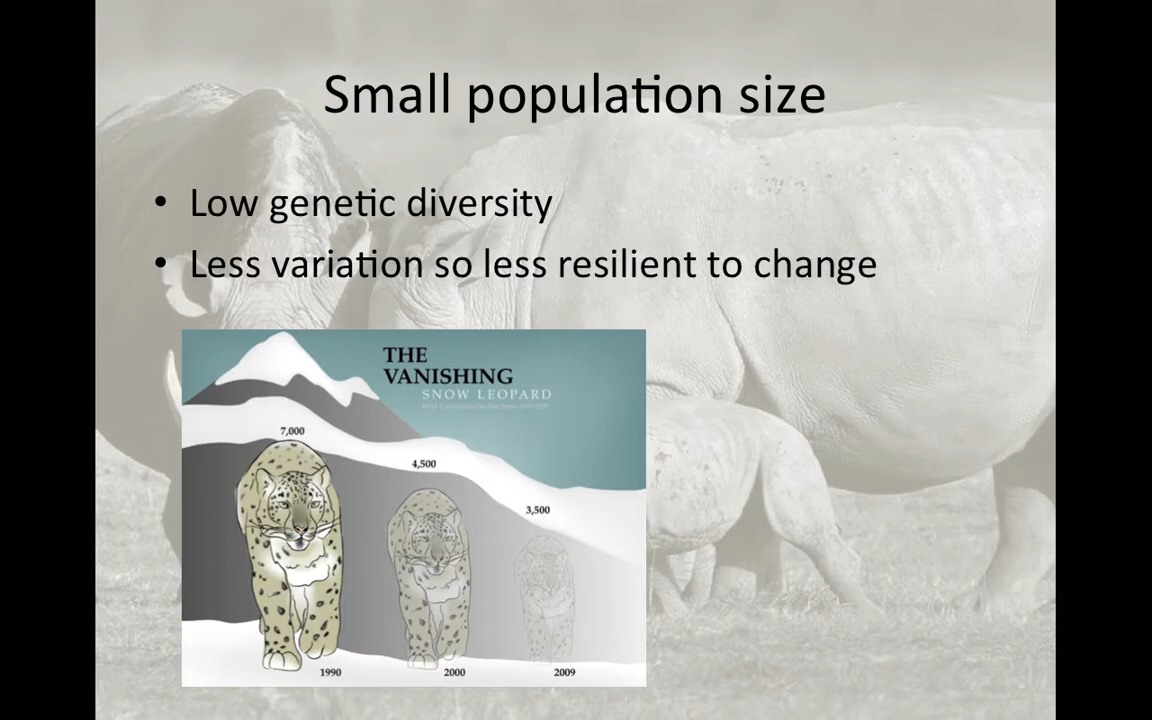 Small population size
• Low genetic diversity
• Less variation so less resilient to change
THE
VANISHING
SNOW LEOPARD
7,000
4,500
3,500
1990
2000
2009